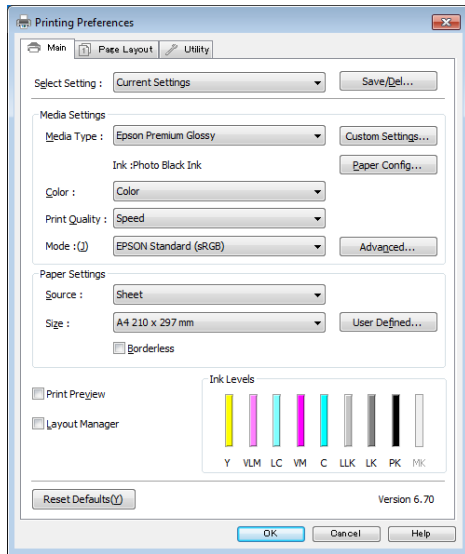 Printing Preferences
Main Page Layout Utility
Select Setting : Current Settings Save/Del...
Media Settings
Media Type : Epson Premium Glossy Custom Settings...
Ink :Photo Black Ink Paper Config...
Color : Color
Print Quality : Speed
Mode :(J) EPSON Standard (sRGB) Advanced...
Paper Settings
Source : Sheet
Size : A4 210 x 297 mm User Defined...
Borderless
Ink Levels
Print Preview
Layout Manager
Y VLM LC VM C LLK LK PK MK
Reset Defaults(Y) Version 6.70
OK Cancel Help